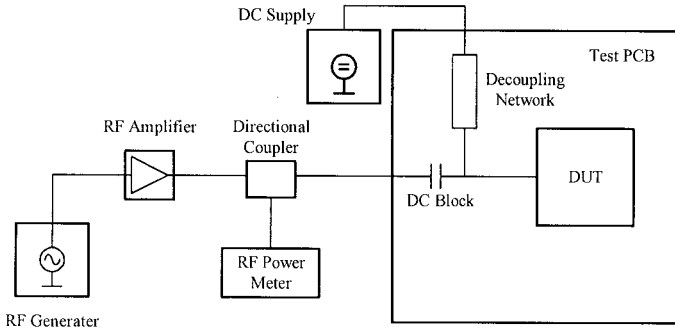 DC Supply
Test PCB
Decoupling
Network
RF Amplifier
Directional
Coupler
DUT
DC Block
RF Power
Meter
RF Generater